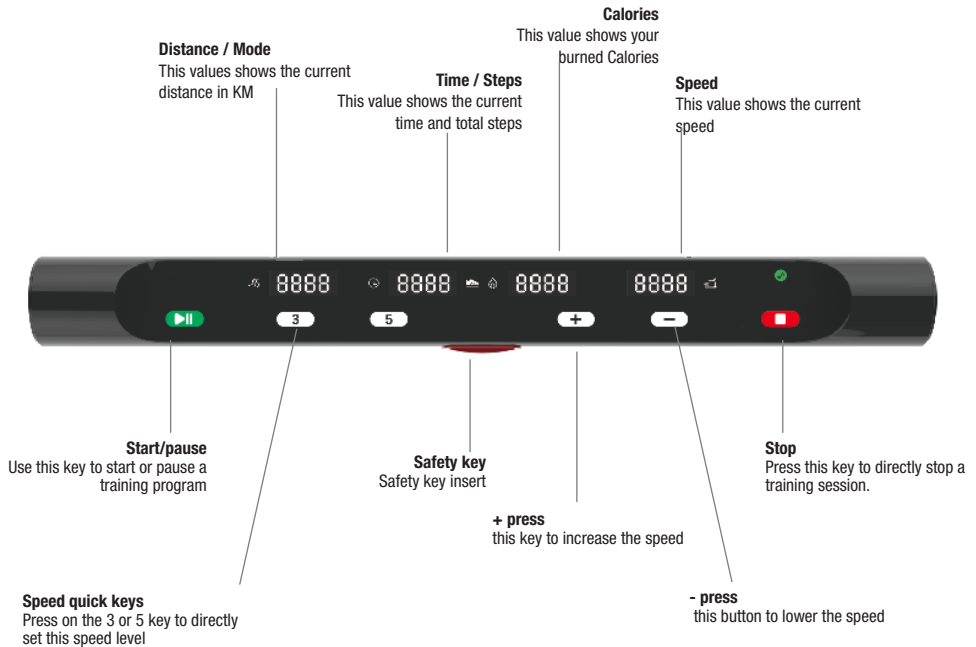 Calories
This value shows your
burned Calories
Distance / Mode
This values shows the current
distance in KM
Time / Steps
This value shows the current
time and total steps
Speed
This value shows the current
speed
8888
8888
8888
8888
3
5
+
−
Start/pause
Use this key to start or pause a
training program
Safety key
Safety key insert
Stop
Press this key to directly stop a
training session.
+ press
this key to increase the speed
Speed quick keys
Press on the 3 or 5 key to directly
set this speed level
- press
this button to lower the speed